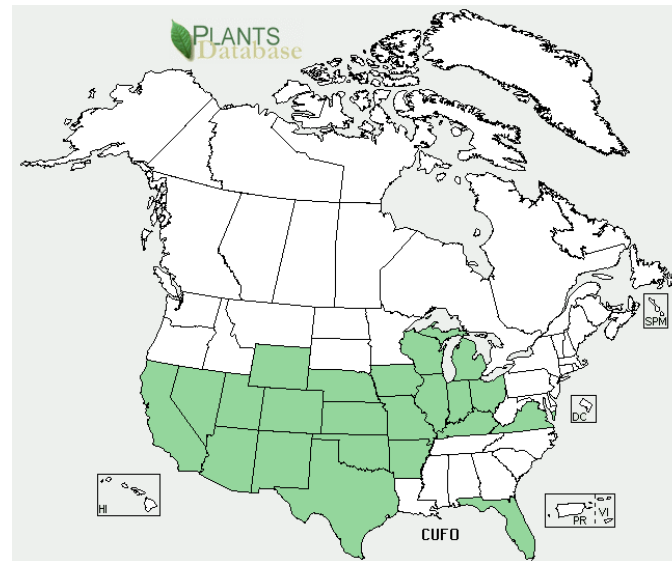 PLANTS
Database
SPM
DC
HI
PR
VI
CUFO